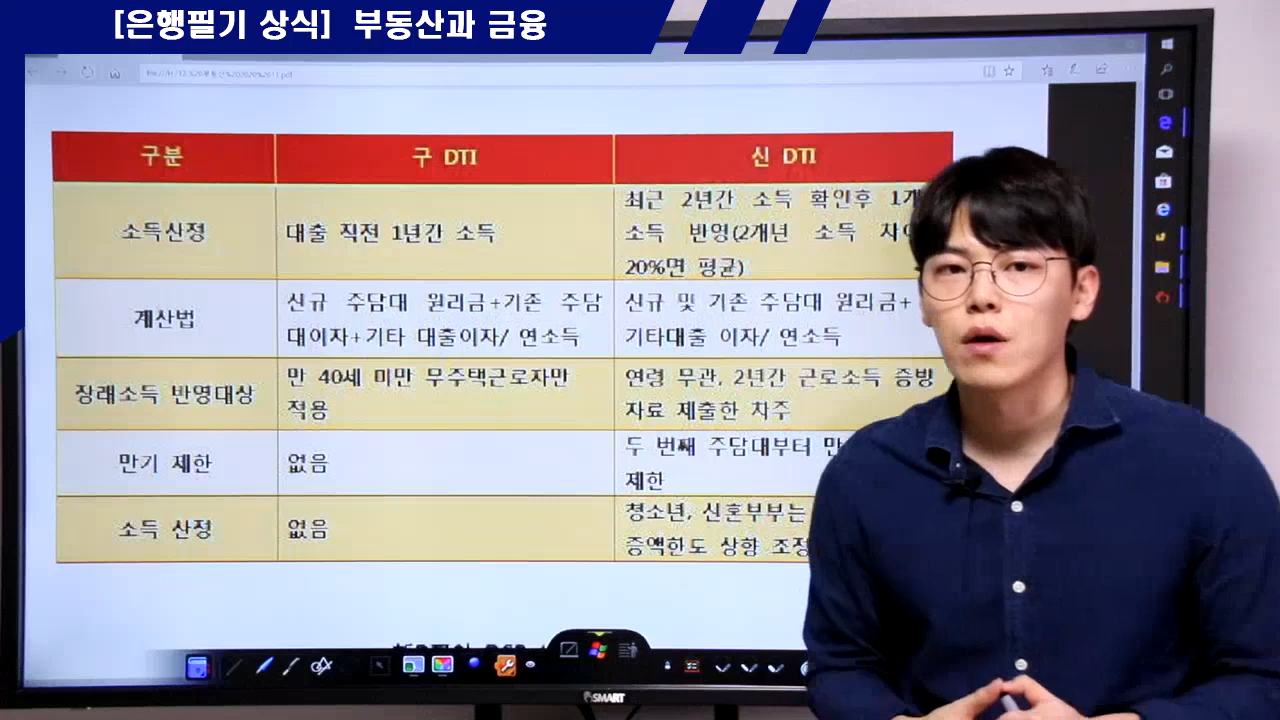 [은행필기 상식] 부동산과 금융
구분
구 DTI
신 DTI
소득산정
대출 직전 1년간 소득
최근 2년간 소득 확인후
소득 반영(2개년 소득
20%면 평균)
계산법
신규 주담대 원리금+기존 주담
대이자+기타 대출이자/ 연소득
신규 및 기존 주담대 원리금+
기타대출 이자/ 연소득
장래소득 반영대상
만 40세 미만 무주택근로자만
적용
연령 무관, 2년간 근로소득 증빙
자료 제출한 차주
만기 제한
없음
두 번째 주담대부터
제한
소득 산정
없음
청소년, 신혼부부는
증액한도 상향 조정
SMART